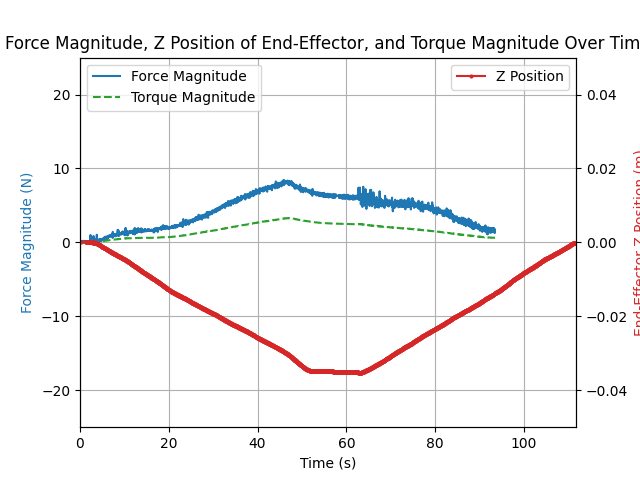 Force Magnitude, Z Position of End-Effector, and Torque Magnitude Over Tim
Force Magnitude
Torque Magnitude
Z Position
Force Magnitude (N)
20
10
0
−10
−20
0.04
0.02
0.00
−0.02
−0.04
End-Effector Z Position (m)
0 20 40 60 80 100
Time (s)